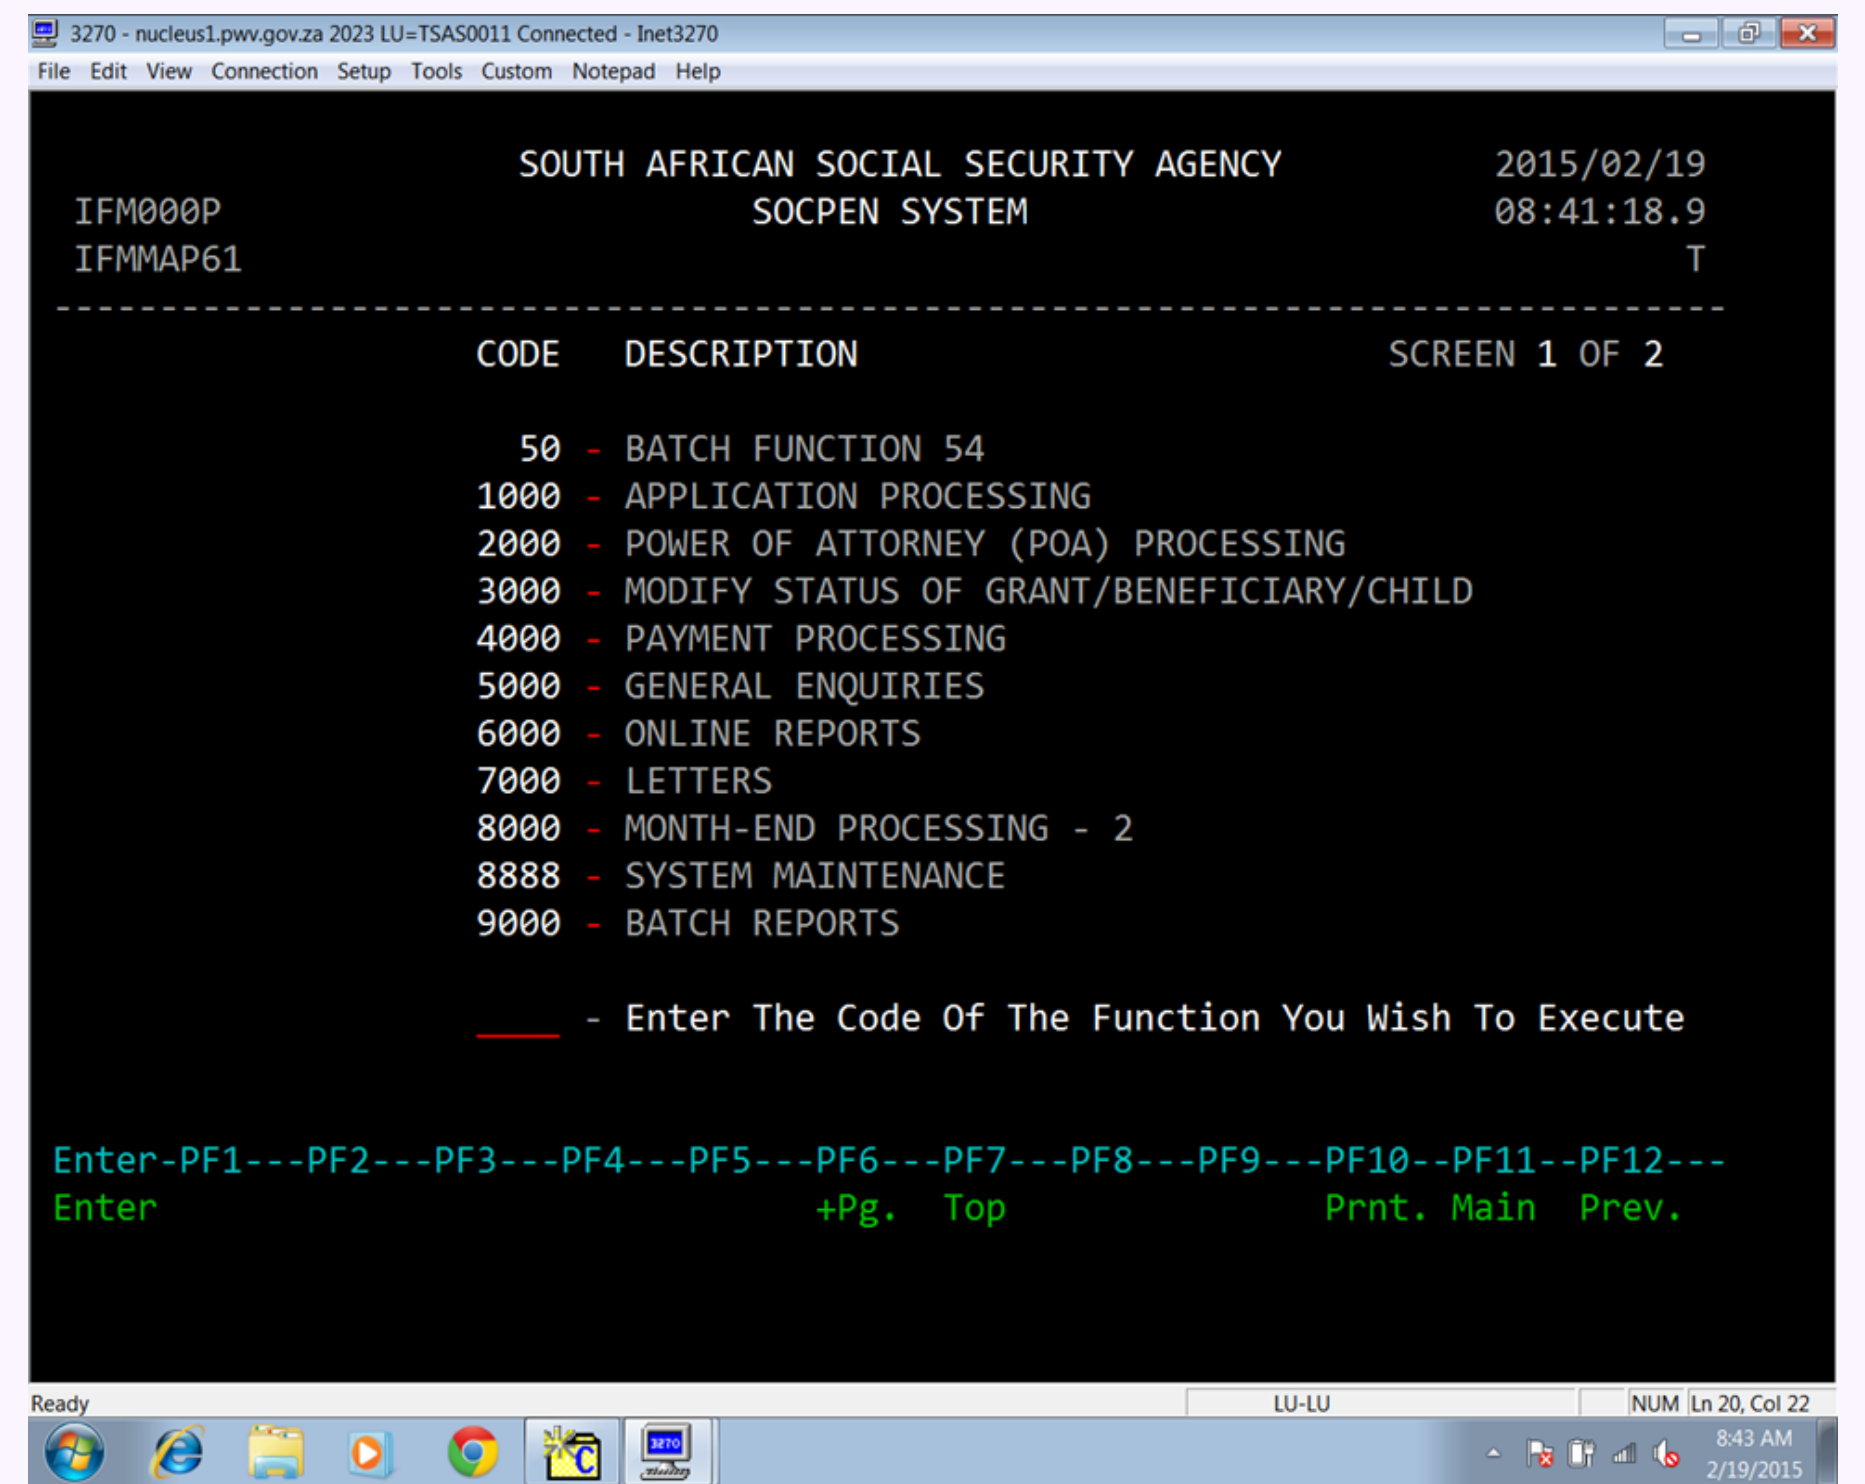 3270 - nucleus1.pwv.gov.za 2023 LU=TSAS0011 Connected - Inet3270
File Edit View Connection Setup Tools Custom Notepad Help
SOUTH AFRICAN SOCIAL SECURITY AGENCY 2015/02/19
IFM000P SOCPEN SYSTEM 08:41:18.9
IFMMAP61 T
--------------------------------------------------------------------------------
CODE DESCRIPTION SCREEN 1 OF 2
50 - BATCH FUNCTION 54
1000 - APPLICATION PROCESSING
2000 - POWER OF ATTORNEY (POA) PROCESSING
3000 - MODIFY STATUS OF GRANT/BENEFICIARY/CHILD
4000 - PAYMENT PROCESSING
5000 - GENERAL ENQUIRIES
6000 - ONLINE REPORTS
7000 - LETTERS
8000 - MONTH-END PROCESSING - 2
8888 - SYSTEM MAINTENANCE
9000 - BATCH REPORTS
____ - Enter The Code Of The Function You Wish To Execute
Enter-PF1---PF2---PF3---PF4---PF5---PF6---PF7---PF8---PF9---PF10--PF11--PF12---
Enter +Pg. Top Prnt. Main Prev.
Ready LU-LU NUM Ln 20, Col 22
3270
8:43 AM
2/19/2015